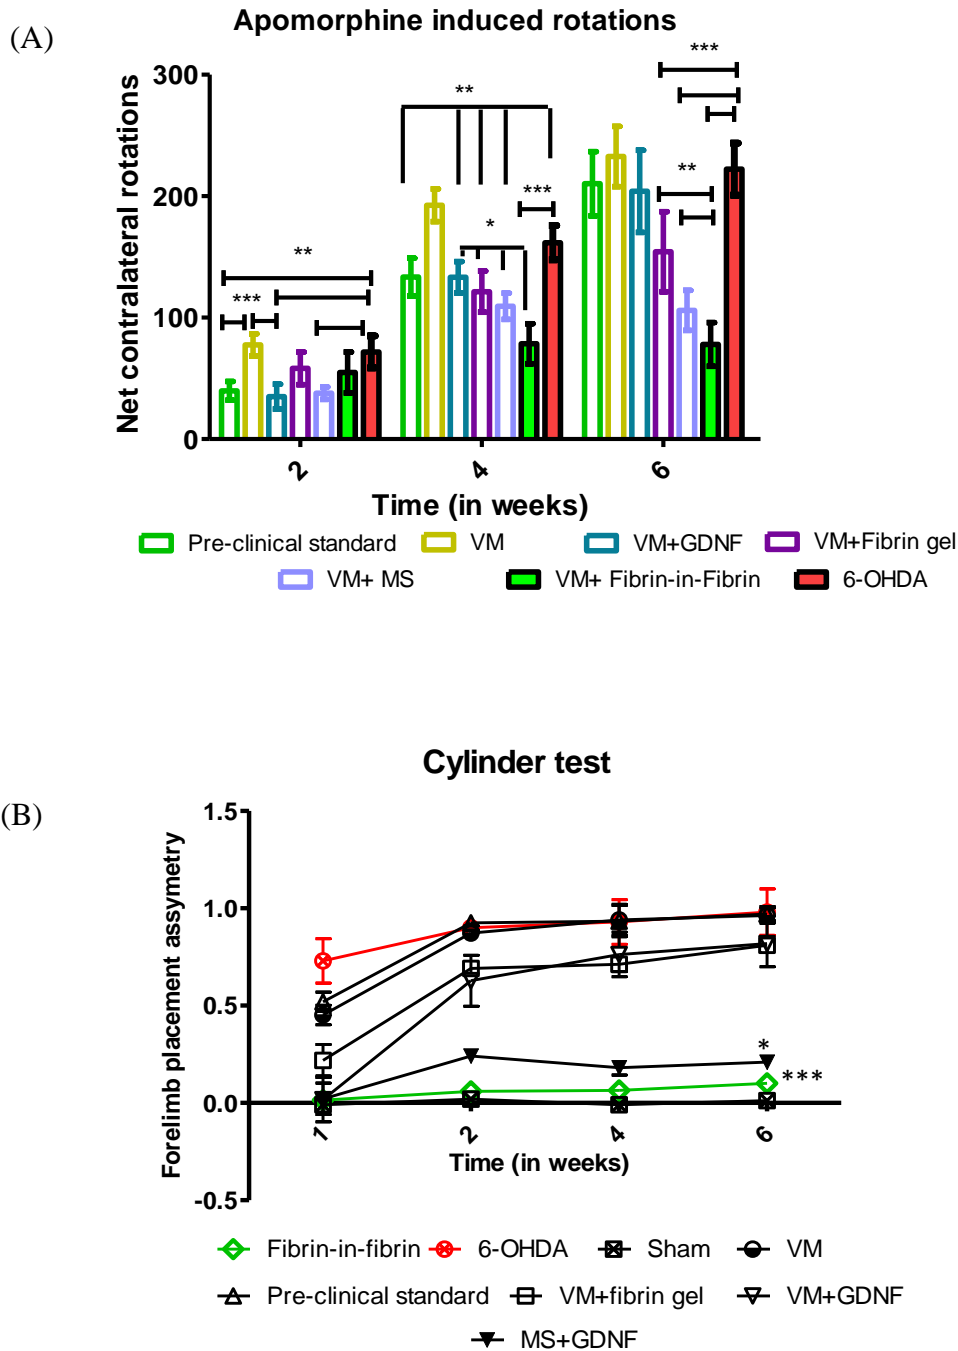 (A)
Apomorphine induced rotations
Net contralateral rotations
300
200
100
0
**
***
**
*
***
***
**
2
4
6
Time (in weeks)
Pre-clinical standard
VM
VM+GDNF
VM+Fibrin gel
VM+ MS
VM+ Fibrin-in-Fibrin
6-OHDA
(B)
Cylinder test
Forelimb placement assymetry
1.5
1.0
0.5
0.0
-0.5
*
***
1
2
4
6
Time (in weeks)
Fibrin-in-fibrin
6-OHDA
Sham
VM
Pre-clinical standard
VM+fibrin gel
VM+GDNF
MS+GDNF